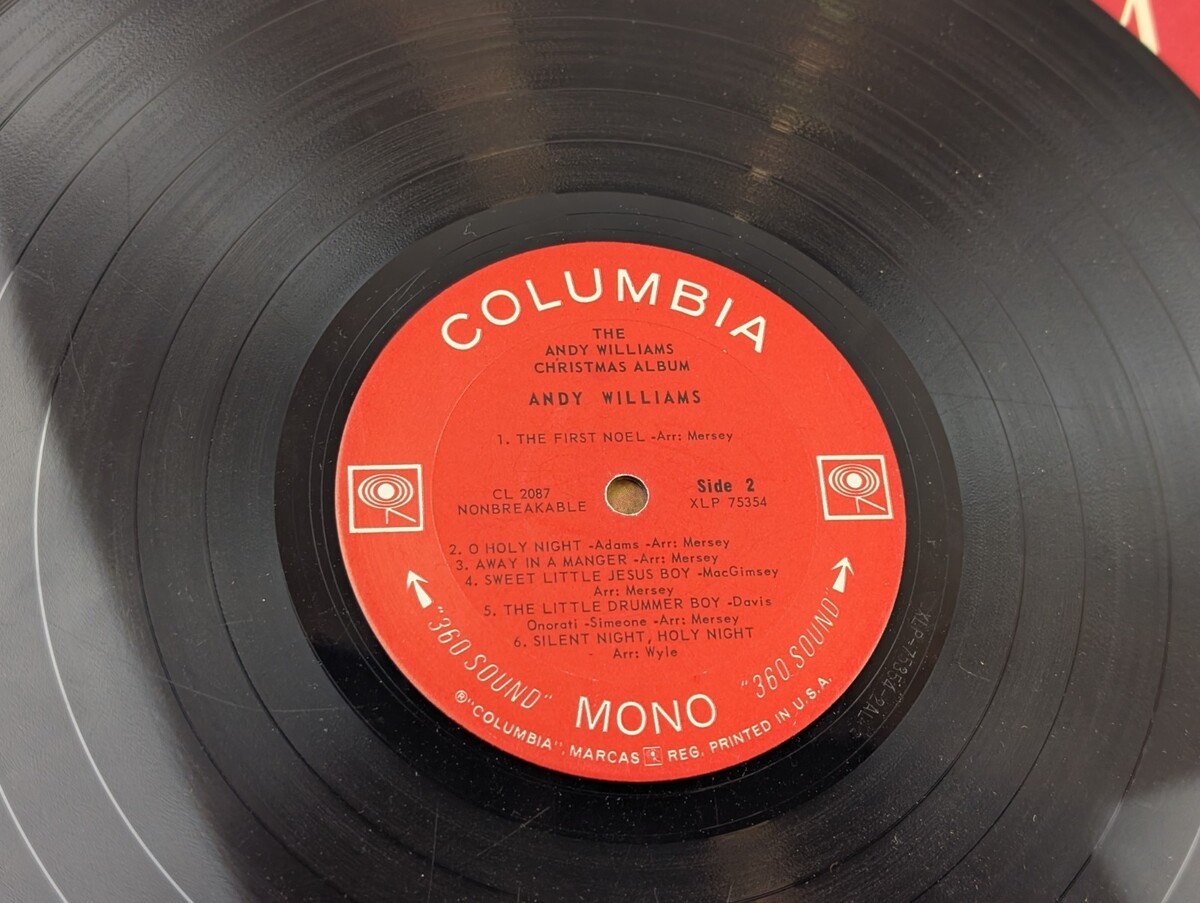 COLUMBIA
THE
ANDY WILLIAMS
CHRISTMAS ALBUM
ANDY WILLIAMS
1. THE FIRST NOEL -Arr: Mersey
CL 2087
NONBREAKABLE
Side 2
XLP 75354
2. O HOLY NIGHT -Adams -Arr: Mersey
3. AWAY IN A MANGER -Arr: Mersey
4. SWEET LITTLE JESUS BOY -MacGimsey
Arr: Mersey
5. THE LITTLE DRUMMER BOY -Davis
Onorati -Simeone -Arr: Mersey
6. SILENT NIGHT, HOLY NIGHT
- Arr: Wyle
"360 SOUND" MONO "360 SOUND"
®"COLUMBIA", MARCAS REG. PRINTED IN U.S.A.